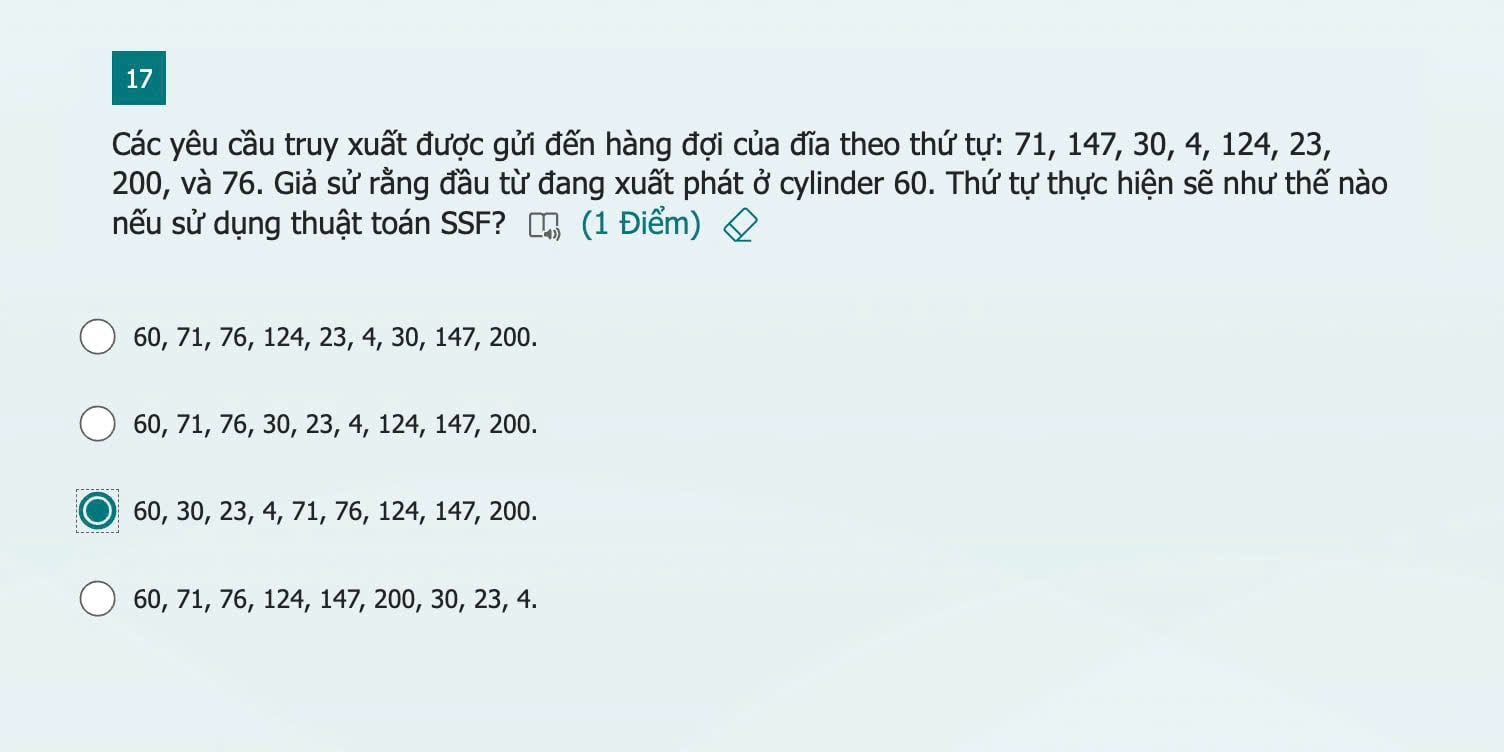 17
Các yêu cầu truy xuất được gửi đến hàng đợi của đĩa theo thứ tự: 71, 147, 30, 4, 124, 23,
200, và 76. Giả sử rằng đầu từ đang xuất phát ở cylinder 60. Thứ tự thực hiện sẽ như thế nào
nếu sử dụng thuật toán SSF? (1 Điểm)
60, 71, 76, 124, 23, 4, 30, 147, 200.
60, 71, 76, 30, 23, 4, 124, 147, 200.
60, 30, 23, 4, 71, 76, 124, 147, 200.
60, 71, 76, 124, 147, 200, 30, 23, 4.